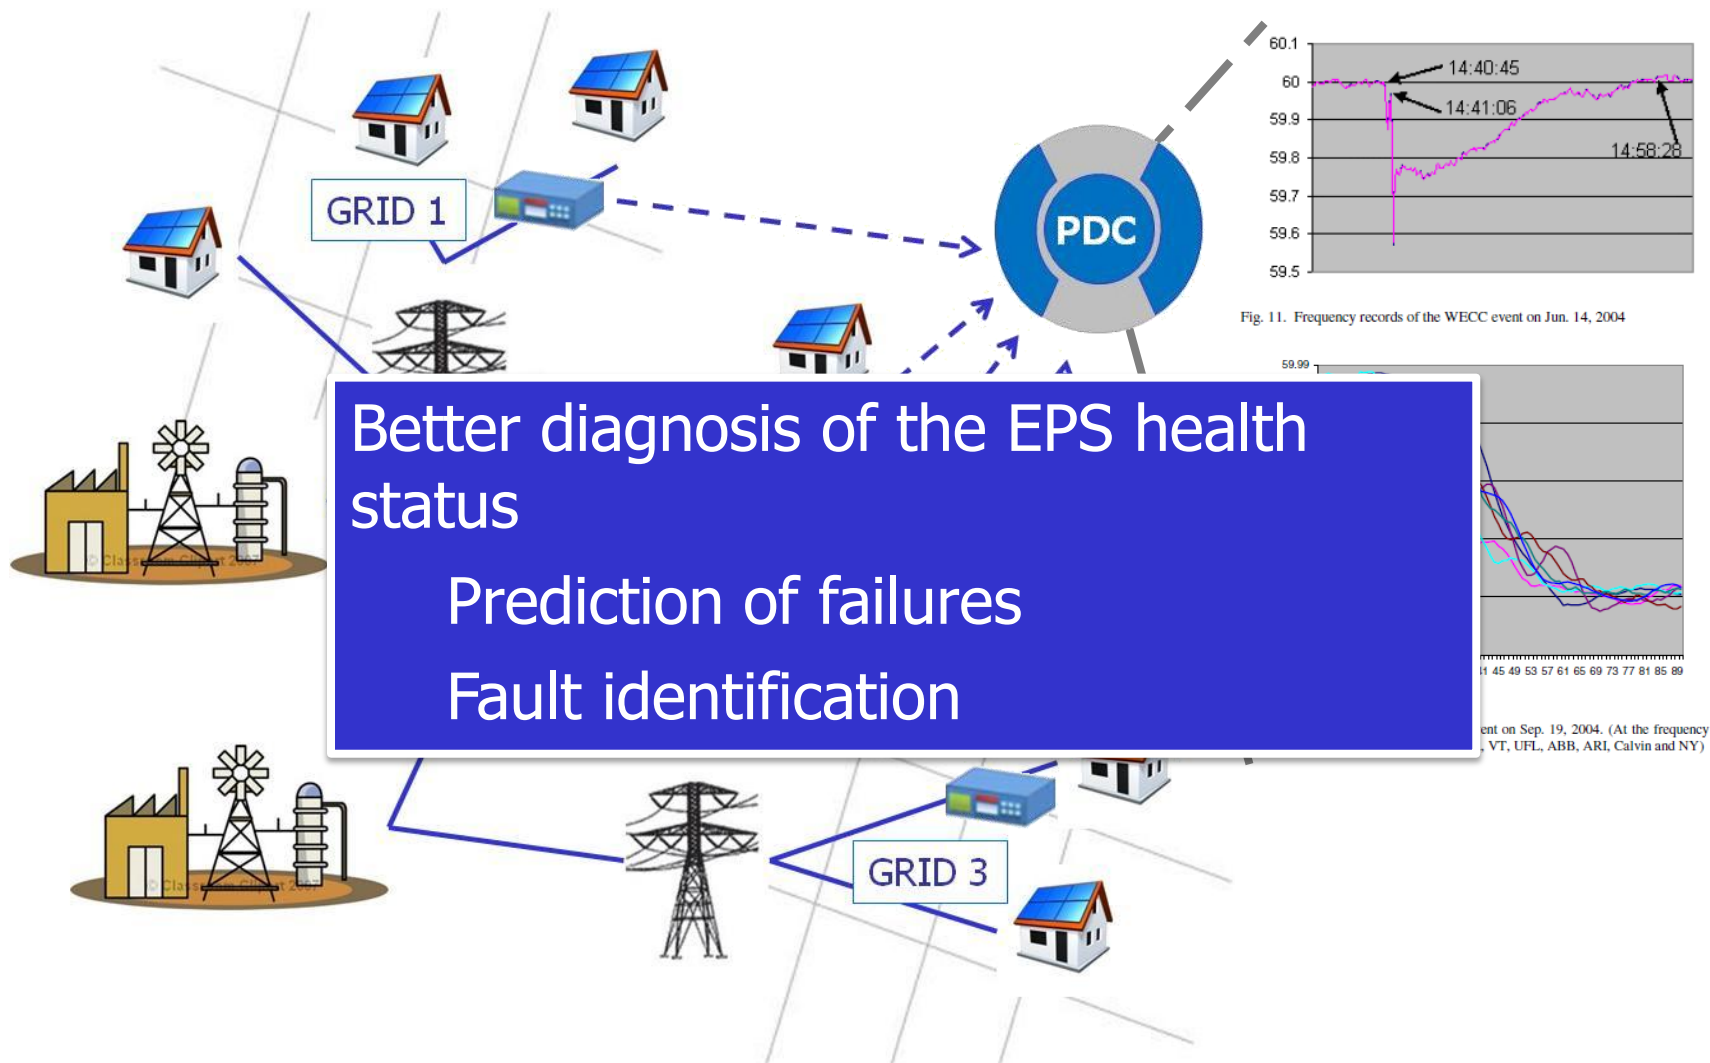 60.1
60
59.9
59.8
59.7
59.6
59.5
14:40:45
14:41:06
14:58:28
Fig. 11. Frequency records of the WECC event on Jun. 14, 2004
GRID 1
PDC
59.99
Better diagnosis of the EPS health
status
Prediction of failures
Fault identification
45 49 53 57 61 65 69 73 77 81 85 89
on Sep. 19, 2004. (At the frequency
VT, UFL, ABB, ARI, Calvin and NY)
GRID 3